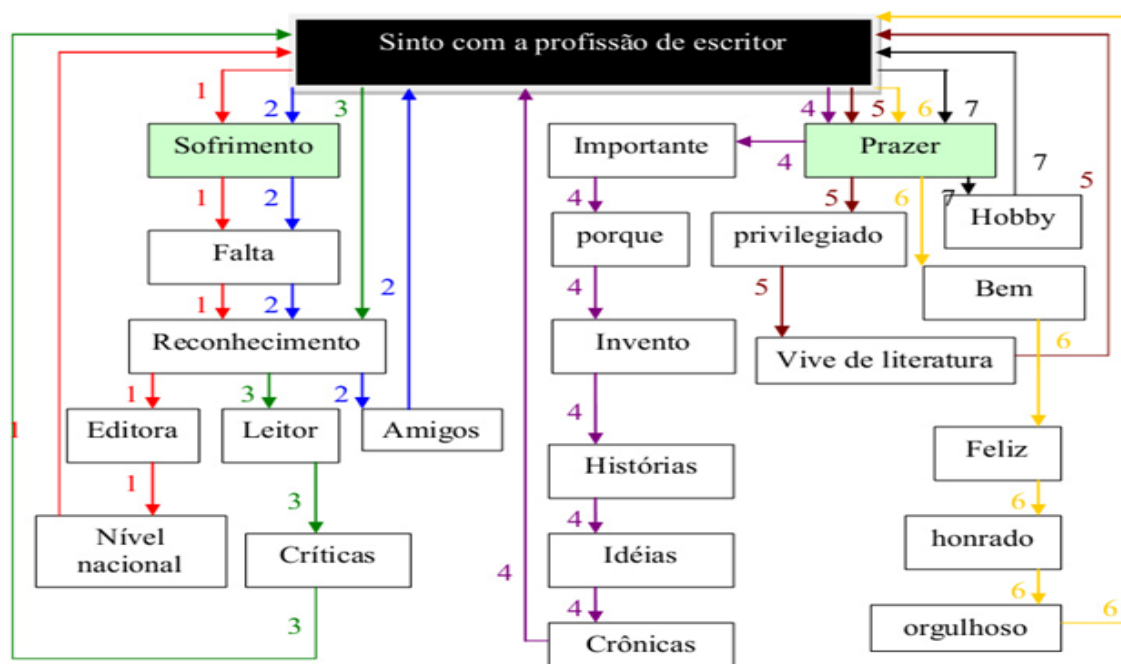 Sinto com a profissão de escritor
1
2
3
4
5
6
7
Sofrimento
Importante
4
Prazer
1
2
4
5
6
7
7
5
Falta
porque
privilegiado
Hobby
1
2
2
4
5
Bem
Reconhecimento
Invento
Vive de literatura
6
1
3
2
4
Editora
Leitor
Amigos
Feliz
1
1
3
Histórias
6
4
Nível
nacional
Críticas
Idéias
honrado
4
4
6
3
Crônicas
orgulhoso
6